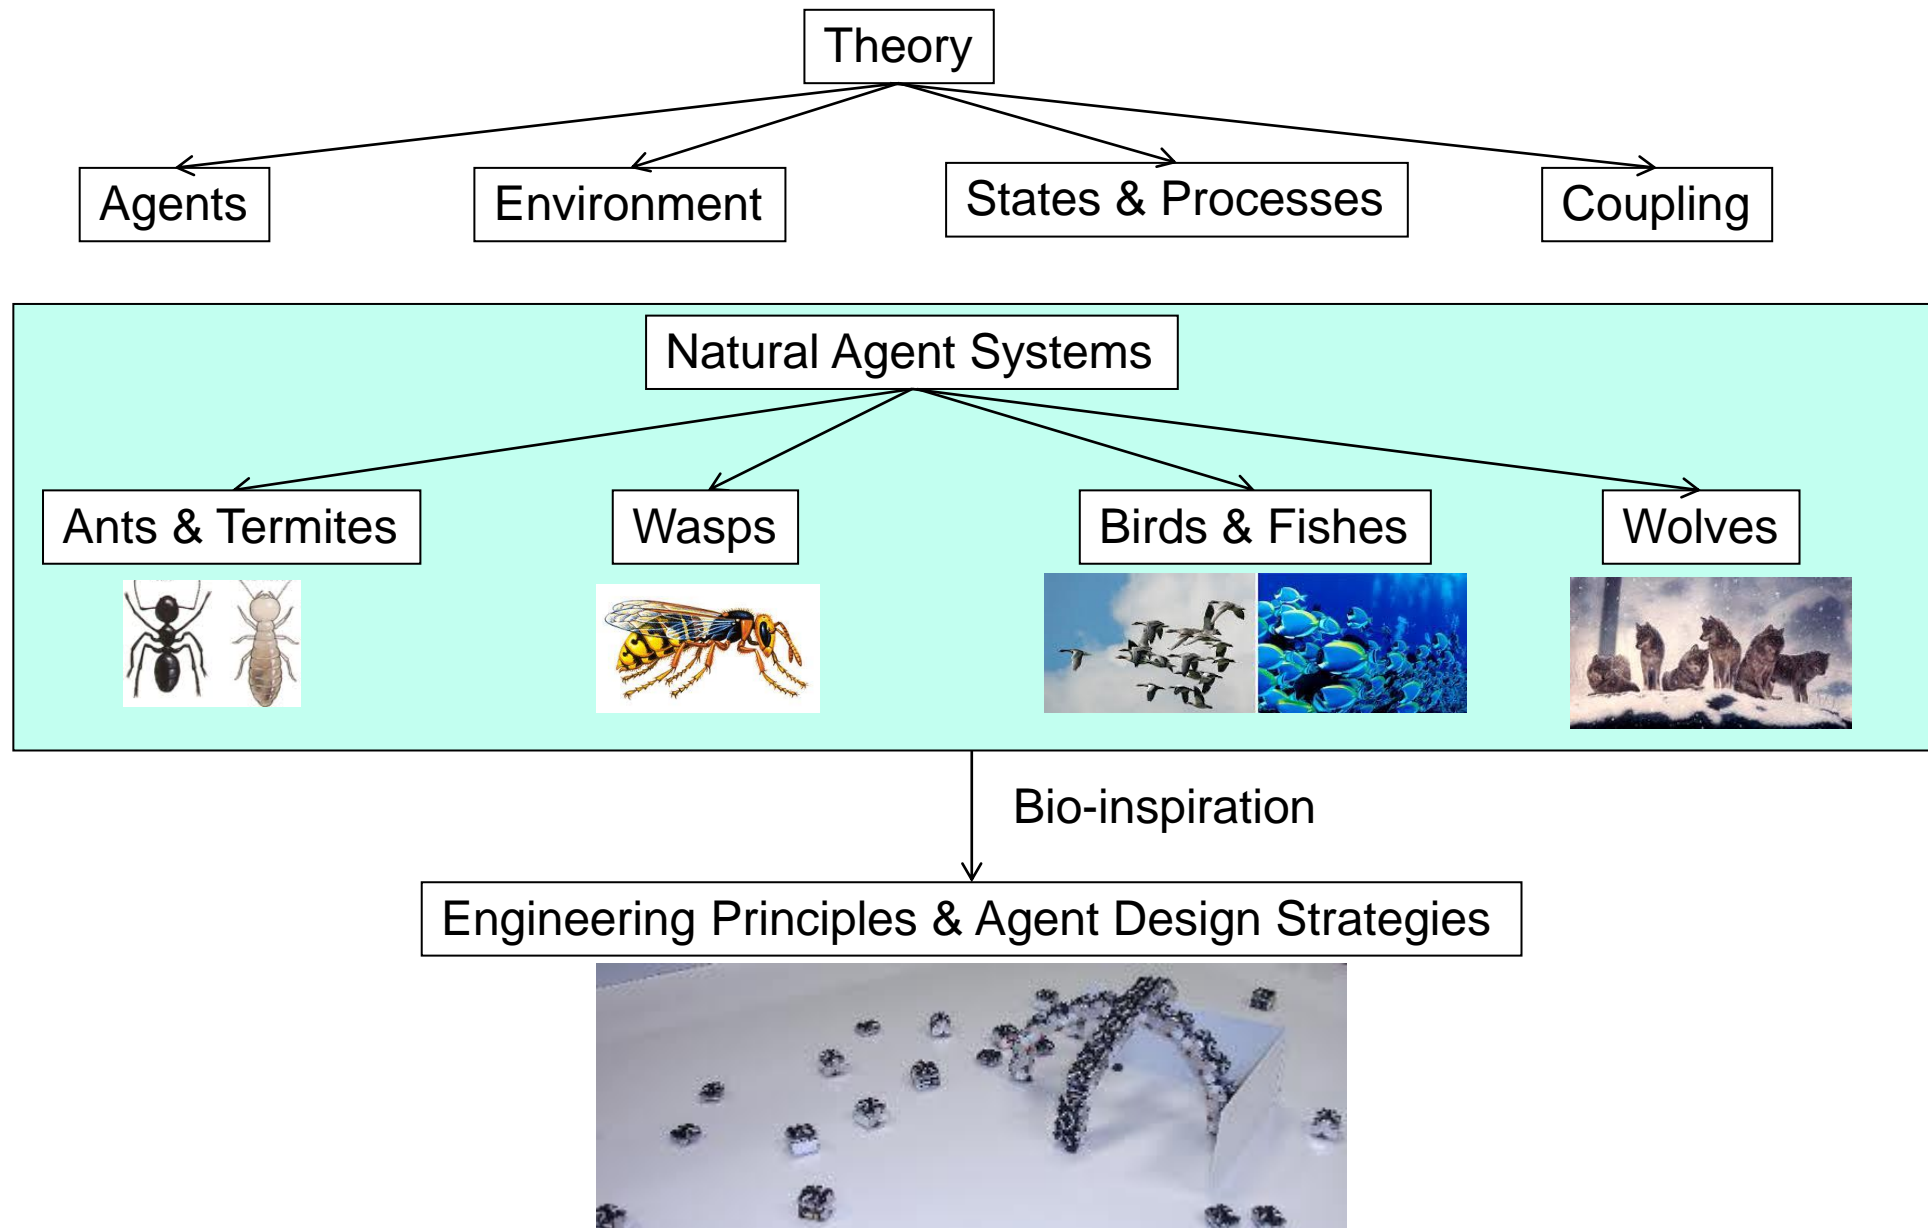 Theory
Agents
Environment
States & Processes
Coupling
Natural Agent Systems
Ants & Termites
Wasps
Birds & Fishes
Wolves
Bio-inspiration
Engineering Principles & Agent Design Strategies